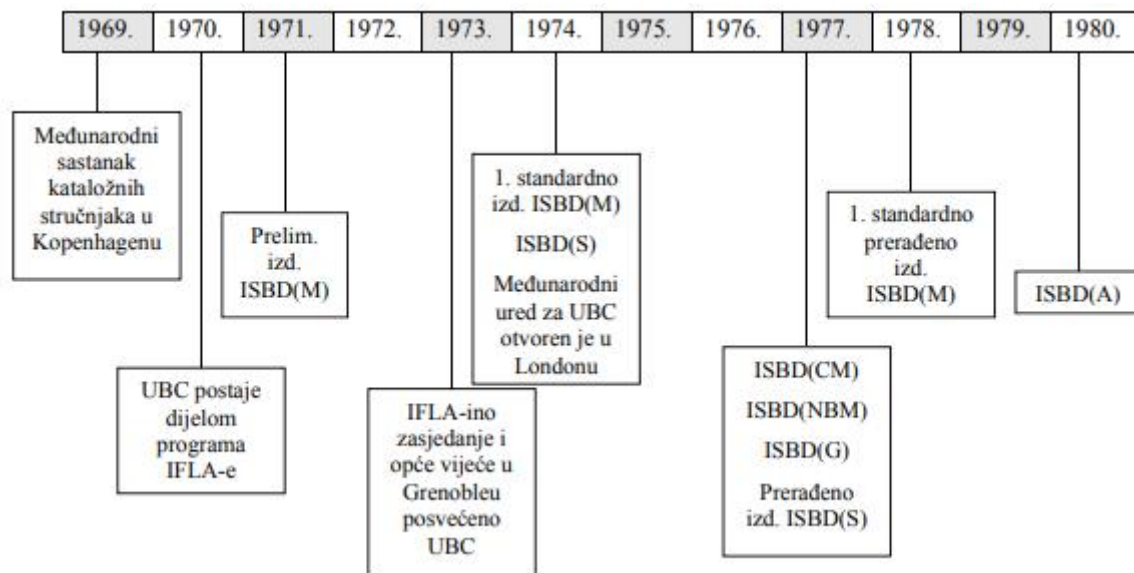 1969. 1970. 1971. 1972. 1973. 1974. 1975. 1976. 1977. 1978. 1979. 1980.
Međunarodni
sastanak
kataložnih
stručnjaka u
Kopenhagenu
UBC postaje
dijelom
programa
IFLA-e
Prelim.
izd.
ISBD(M)
IFLA-ino
zasjedanje i
opće vijeće u
Grenobleu
posvećeno
UBC
1. standardno
izd. ISBD(M)
ISBD(S)
Međunarodni
ured za UBC
otvoren je u
Londonu
ISBD(CM)
ISBD(NBM)
ISBD(G)
Prerađeno
izd. ISBD(S)
1. standardno
prerađeno
izd.
ISBD(M)
ISBD(A)